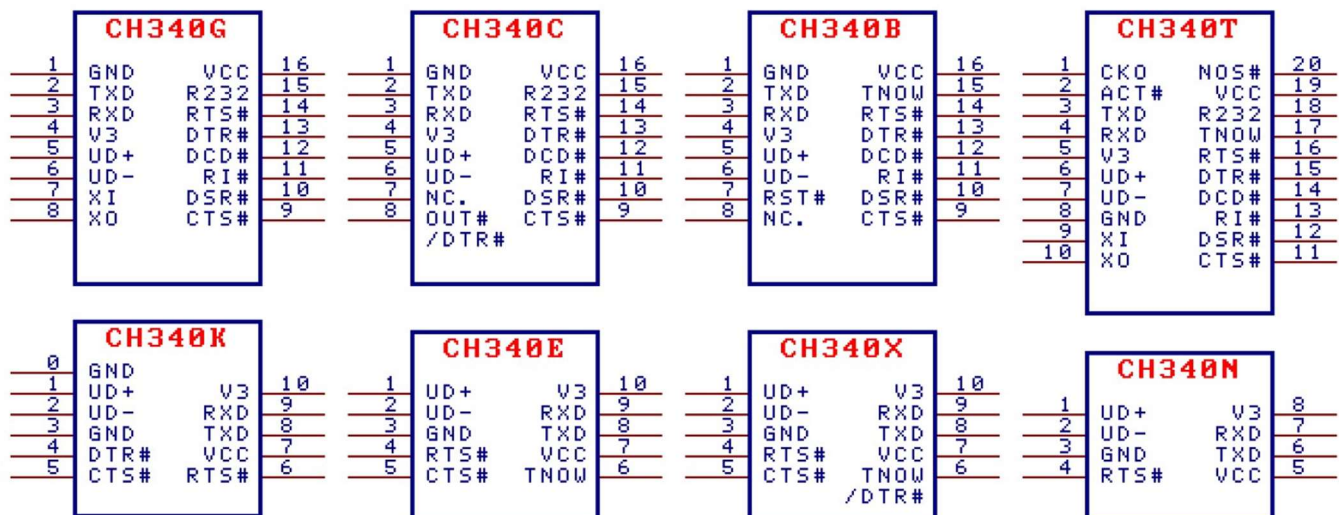 CH340G CH340C CH340B CH340T
1 GND VCC 16 1 GND VCC 16 1 GND VCC 16 1 CKO NOS# 20
2 TXD R232 15 2 TXD R232 15 2 TXD TNOW 15 2 ACT# VCC 19
3 RXD RTS# 14 3 RXD RTS# 14 3 RXD RTS# 14 3 TXD R232 18
4 V3 DTR# 13 4 V3 DTR# 13 4 V3 DTR# 13 4 RXD TNOW 17
5 UD+ DCD# 12 5 UD+ DCD# 12 5 UD+ DCD# 12 5 V3 RTS# 16
6 UD- RI# 11 6 UD- RI# 11 6 UD- RI# 11 6 UD+ DTR# 15
7 XI DSR# 10 7 NC. DSR# 10 7 RST# DSR# 10 7 UD- DCD# 14
8 XO CTS# 9 8 OUT# CTS# 9 8 NC. CTS# 9 8 GND RI# 13
/DTR# 9 XI DSR# 12
10 XO CTS# 11
CH340K CH340E CH340X CH340N
0 GND
1 UD+ V3 10 1 UD+ V3 10 1 UD+ V3 10 1 UD+ V3 8
2 UD- RXD 9 2 UD- RXD 9 2 UD- RXD 9 2 UD- RXD 7
3 GND TXD 8 3 GND TXD 8 3 GND TXD 8 3 GND TXD 6
4 DTR# VCC 7 4 RTS# VCC 7 4 RTS# VCC 7 4 RTS# VCC 5
5 CTS# RTS# 6 5 CTS# TNOW 6 5 CTS# TNOW 6
/DTR#